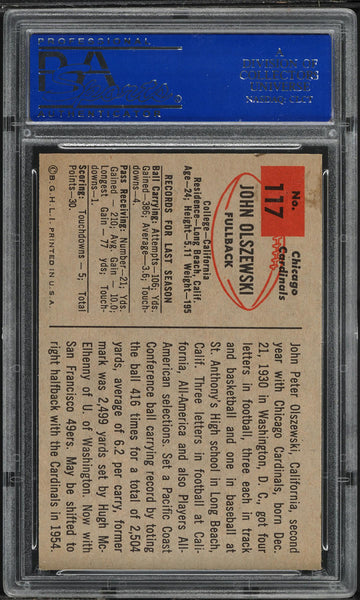 PROFESSIONAL
PSA
AUTHENTICATOR
A
DIVISION OF
COLLECTORS
UNIVERSE
NASDAQ: CLCT
No.
117
Chicago
Cardinals
JOHN OLSZEWSKI
FULLBACK
College—California
Residence—Long Beach, Calif.
Age—24; Height—5.11 Weight—195
RECORDS FOR LAST SEASON
Ball Carrying: Attempts—106; Yds.
Gained—386; Average—3.6; Touch-
downs—4.
Pass Receiving: Number—21; Yds.
Gained — 210; Avg. Gain — 10.0;
Longest Gain — 77 yds; Touch-
downs—1.
Scoring: Touchdowns — 5; Total
Points—30.
© B.G.H.L.I. PRINTED IN U.S.A.
John Peter Olszewski, California, second
year with Chicago Cardinals, born Dec.
21, 1930 in Washington, D. C., got four
letters in football, three each in track
and basketball and one in baseball at
St. Anthony's High school in Long Beach,
Calif. Three letters in football at Cali-
fornia, All-America and also Players All-
American selections. Set a Pacific Coast
Conference ball carrying record by toting
the ball 416 times for a total of 2,504
yards, average of 6.2 per carry, former
mark was 2,499 yards set by Hugh Mc-
Elhenny of U. of Washington. Now with
San Francisco 49ers. May be shifted to
right halfback with the Cardinals in 1954.